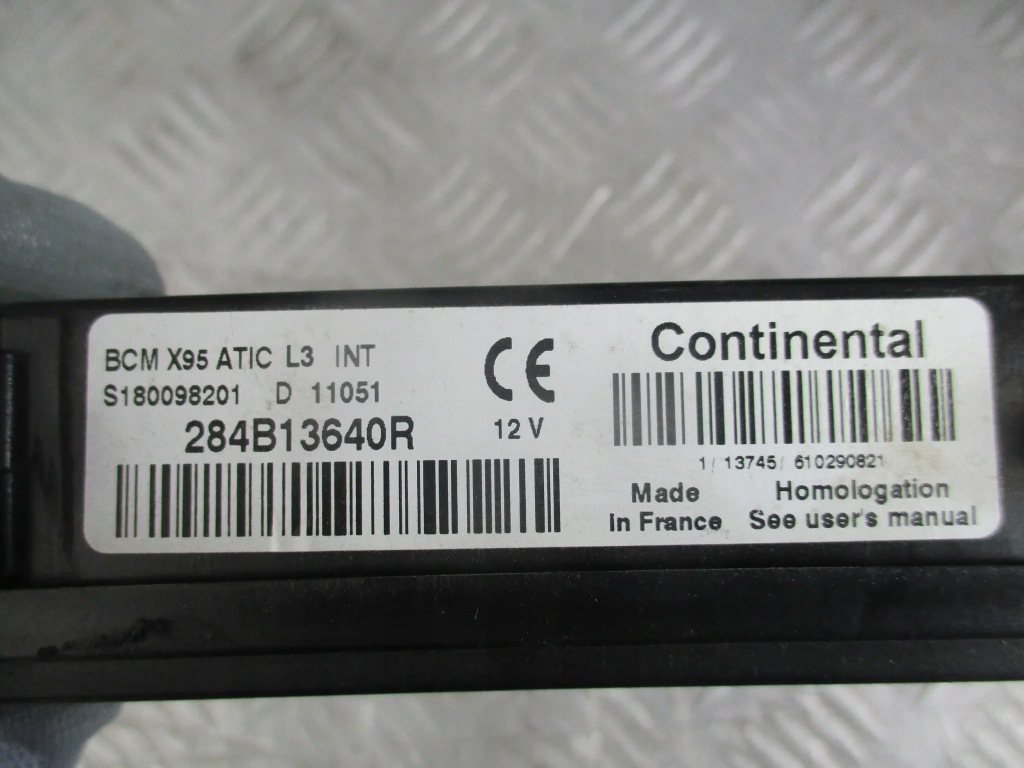 BCM X95 ATIC L3 INT
S180098201 D 11051
284B13640R
CE
12 V
Continental
1/ 13745/ 610290821
Made
in France
Homologation
See user's manual